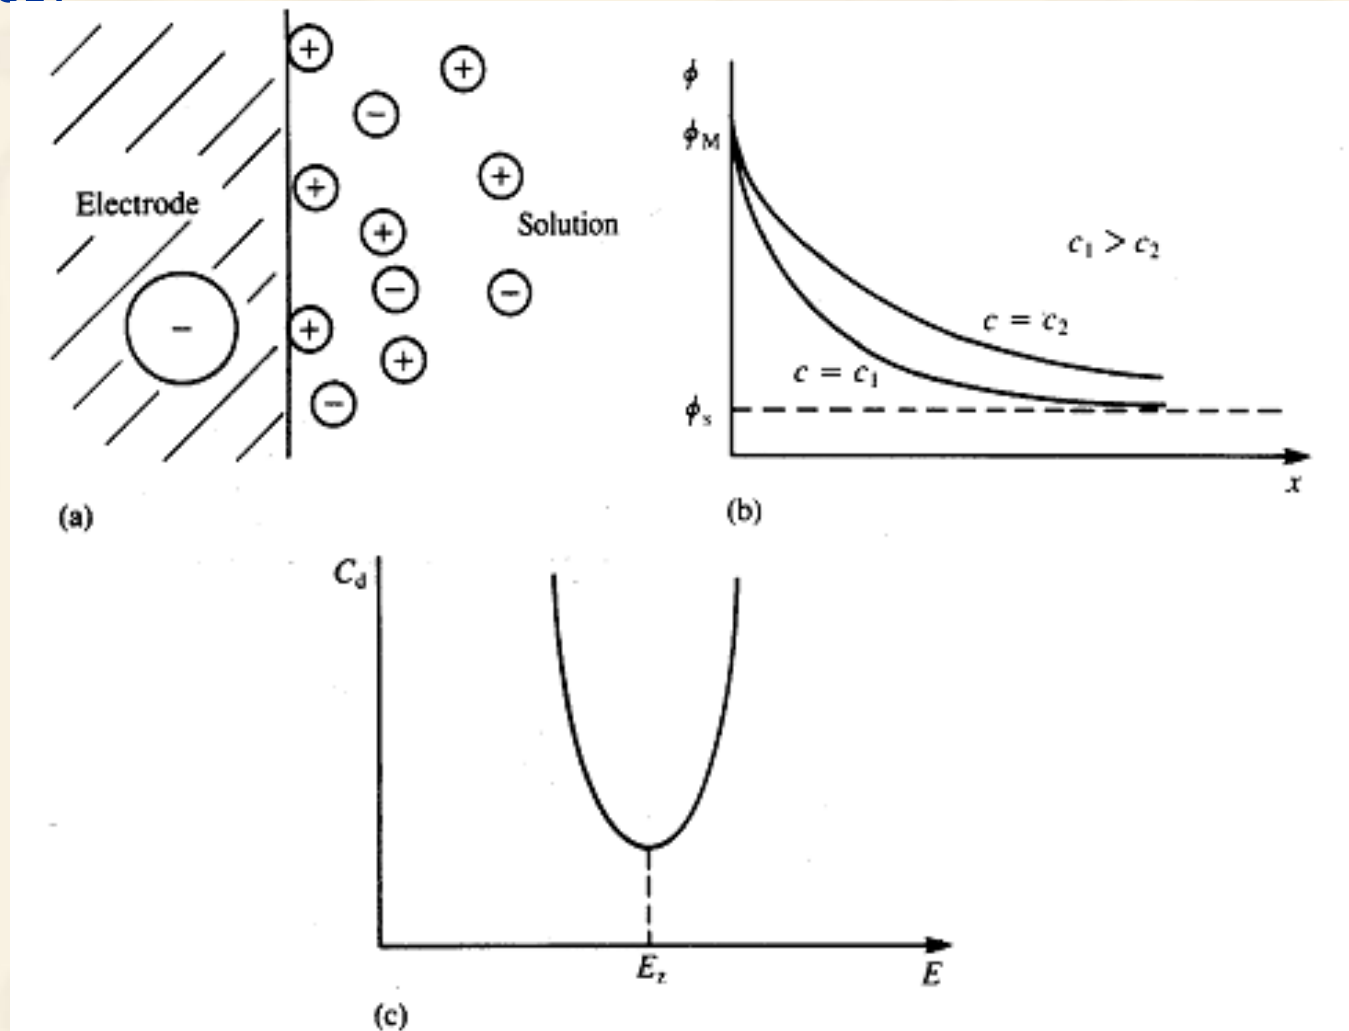 +
+
−
+
+
Electrode
Solution
+
−
−
−
+
+
−
(a)
ϕ
ϕM
c₁ > c₂
c = c₂
c = c₁
ϕs
x
(b)
Cd
Ez
E
(c)